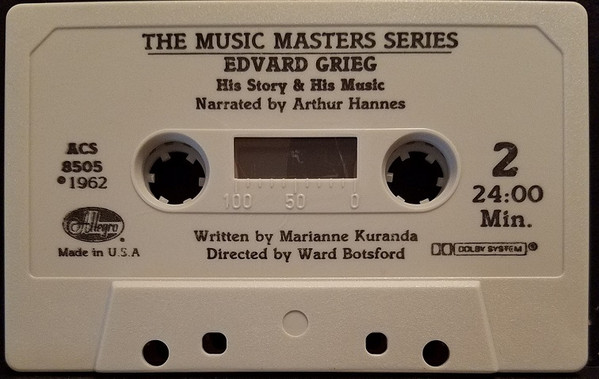 THE MUSIC MASTERS SERIES
EDVARD GRIEG
His Story & His Music
Narrated by Arthur Hannes
ACS
8505
℗1962
2
24:00
Min.
100 50 0
Allegro®
Made in U.S.A
Written by Marianne Kuranda
Directed by Ward Botsford
DOLBY SYSTEM®